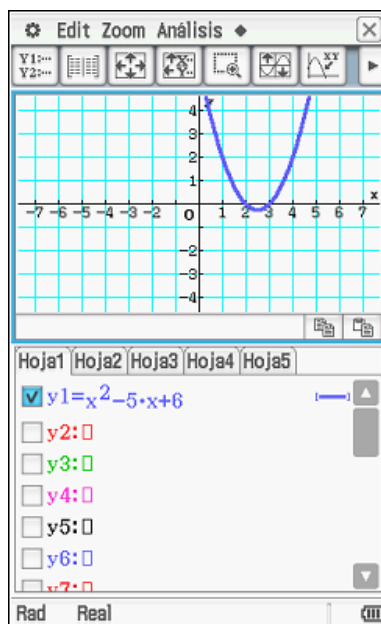 Edit Zoom Análisis
Y1:...
Y2:...
XY
4
3
2
1
x
-7 -6 -5 -4 -3 -2 0 1 2 3 4 5 6 7
-2
-3
-4
Hoja1 Hoja2 Hoja3 Hoja4 Hoja5
y1=x²-5·x+6
y2:
y3:
y4:
y5:
y6:
y7:
Rad Real